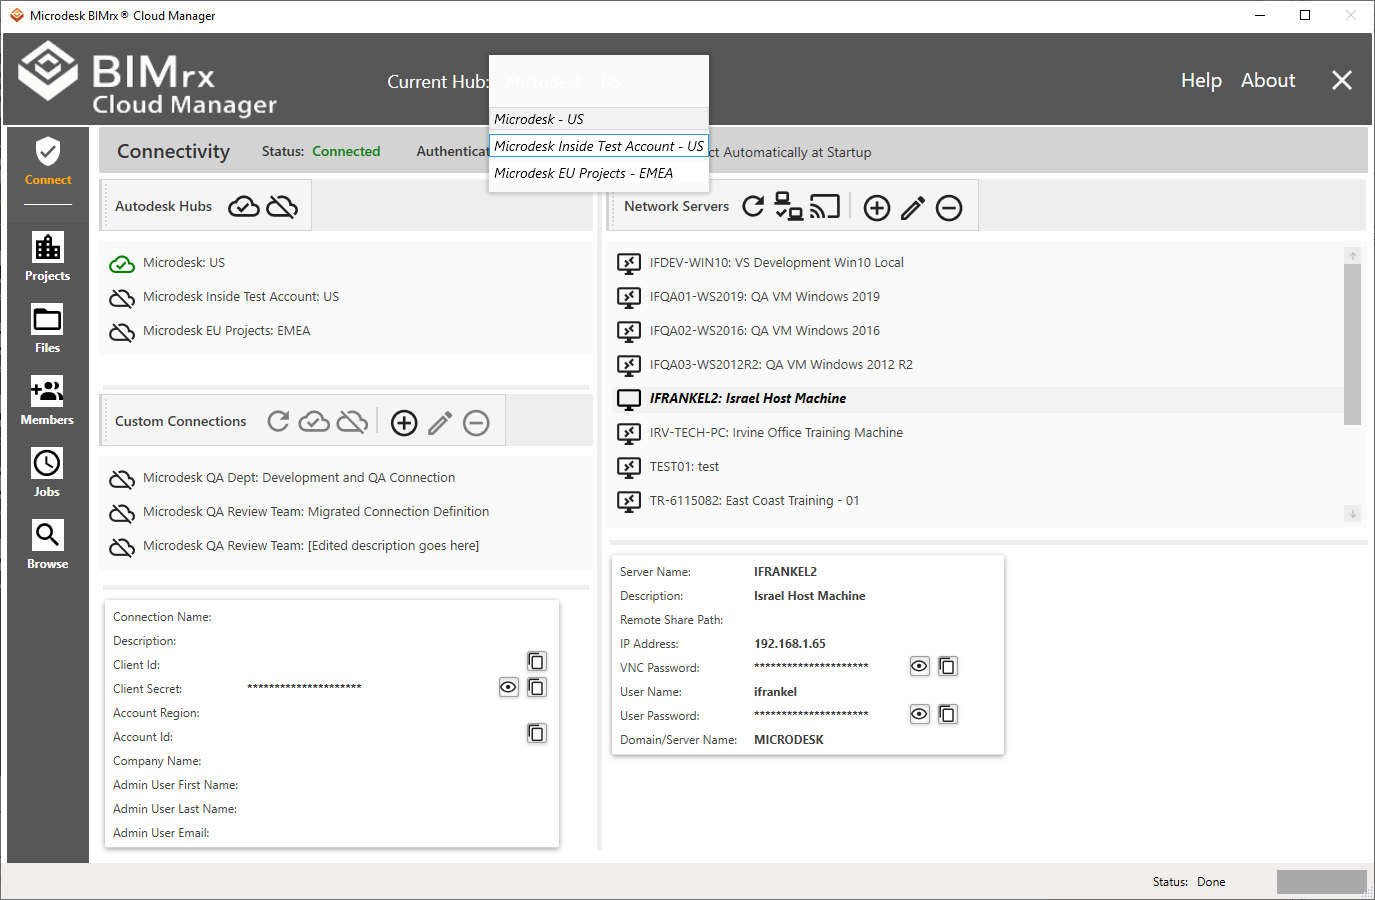 Microdesk BIMrx® Cloud Manager
BIMrx
Cloud Manager
Current Hub:
Microdesk - US
Help
About
Microdesk - US
Microdesk Inside Test Account - US
Microdesk EU Projects - EMEA
Connect
Projects
Files
Members
Jobs
Browse
Connectivity
Status: Connected
Authenticat
ct Automatically at Startup
Autodesk Hubs
Microdesk: US
Microdesk Inside Test Account: US
Microdesk EU Projects: EMEA
Custom Connections
Microdesk QA Dept: Development and QA Connection
Microdesk QA Review Team: Migrated Connection Definition
Microdesk QA Review Team: [Edited description goes here]
Connection Name:
Description:
Client Id:
Client Secret: *********************
Account Region:
Account Id:
Company Name:
Admin User First Name:
Admin User Last Name:
Admin User Email:
Network Servers
IFDEV-WIN10: VS Development Win10 Local
IFQA01-WS2019: QA VM Windows 2019
IFQA02-WS2016: QA VM Windows 2016
IFQA03-WS2012R2: QA VM Windows 2012 R2
IFRANKEL2: Israel Host Machine
IRV-TECH-PC: Irvine Office Training Machine
TEST01: test
TR-6115082: East Coast Training - 01
Server Name: IFRANKEL2
Description: Israel Host Machine
Remote Share Path:
IP Address: 192.168.1.65
VNC Password: *********************
User Name: ifrankel
User Password: *********************
Domain/Server Name: MICRODESK
Status: Done